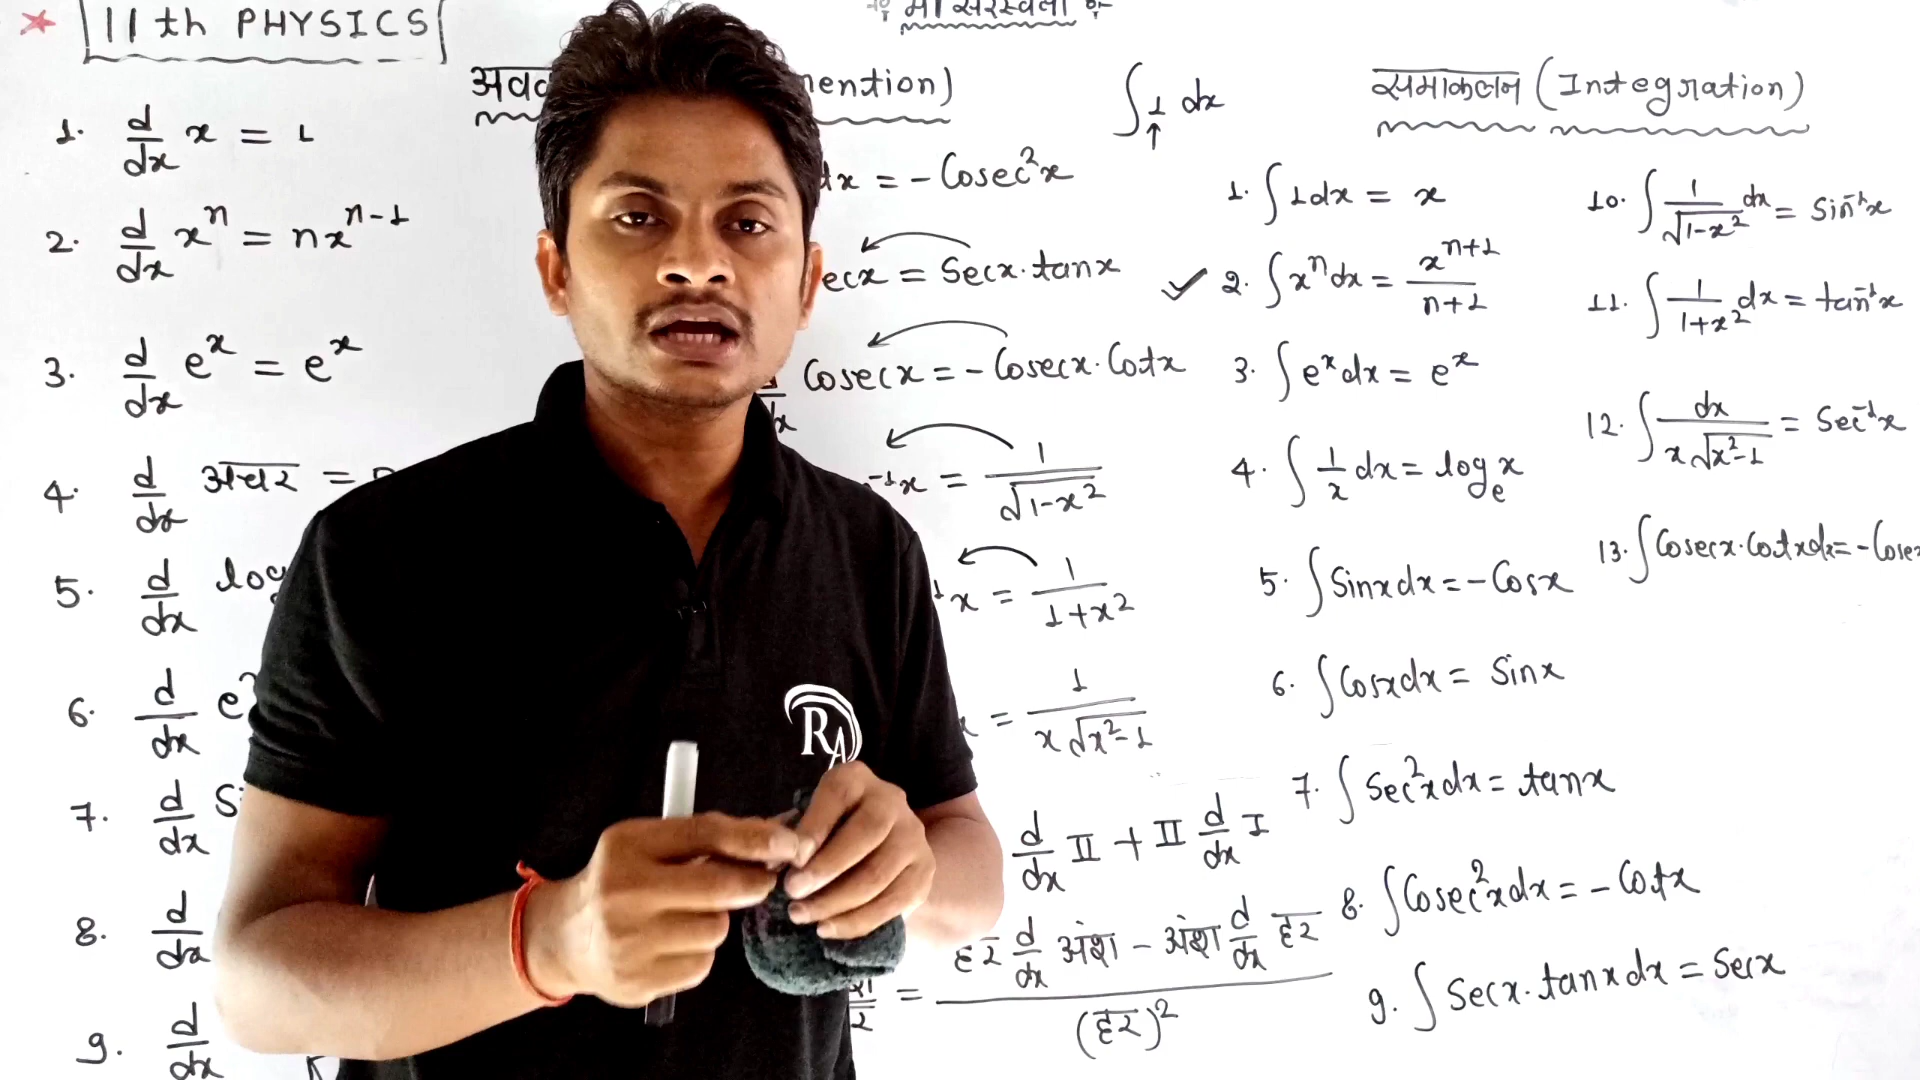 11th PHYSICS
माँ सरस्वती
समाकलन (Integration)
∫ 1 dx
1. d/dx x = 1
2. d/dx xⁿ = nxⁿ⁻¹
3. d/dx eˣ = eˣ
4. d/dx अचर =
5. d/dx log
6. d/dx e
7. d/dx Si
8. d/dx
9. d/dx
= -Cosec²x
ecx = Secx·tanx
d/dx Cosecx = -Cosecx·Cotx
⁻¹x = 1/√1-x²
⁻¹x = 1/1+x²
= 1/x√x²-1
d/dx II + II d/dx I
= हर d/dx अंश - अंश d/dx हर / (हर)²
1. ∫1dx = x
2. ∫xⁿdx = xⁿ⁺¹/n+1
3. ∫eˣdx = eˣ
4. ∫1/x dx = logₑx
5. ∫Sinxdx = -Cosx
6. ∫Cosxdx = Sinx
7. ∫Sec²xdx = tanx
8. ∫Cosec²xdx = -Cotx
9. ∫Secx·tanxdx = Secx
10. ∫1/√1-x² dx = Sin⁻¹x
11. ∫1/1+x² dx = tan⁻¹x
12. ∫dx/x√x²-1 = Sec⁻¹x
13. ∫Cosecx·Cotxdx = -Cosec
RA